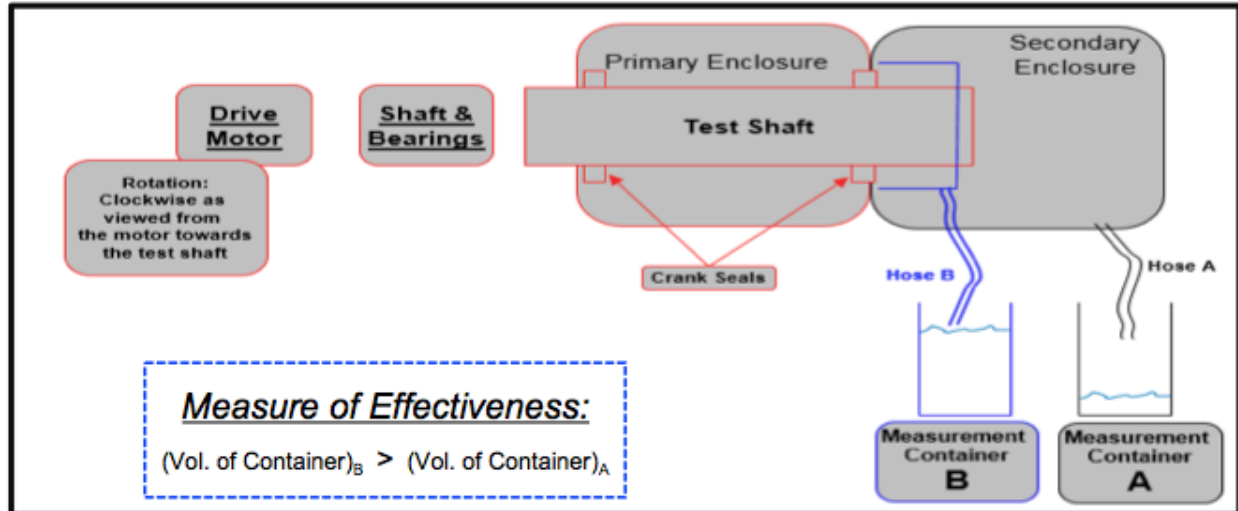 Primary Enclosure
Secondary
Enclosure
Drive
Motor
Shaft &
Bearings
Test Shaft
Rotation:
Clockwise as
viewed from
the motor towards
the test shaft
Crank Seals
Hose B
Hose A
Measure of Effectiveness:
(Vol. of Container)B > (Vol. of Container)A
Measurement
Container
B
Measurement
Container
A